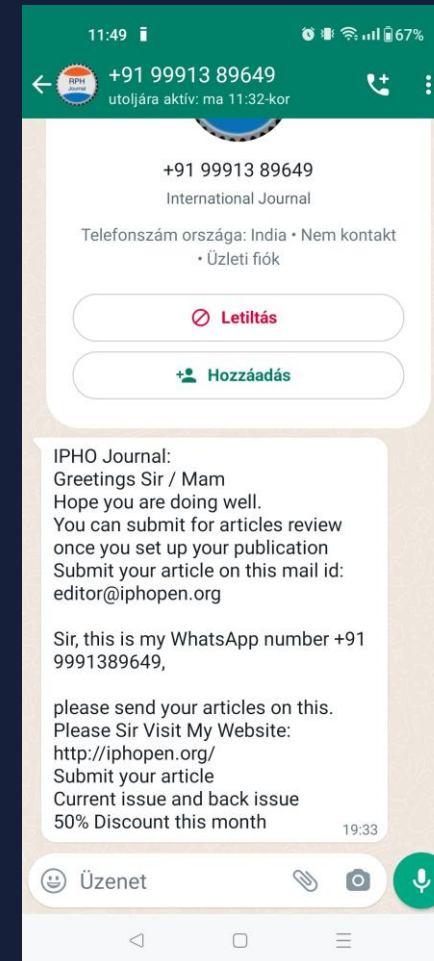 11:49
67%
RPH
Journal
+91 99913 89649
utoljára aktív: ma 11:32-kor
+91 99913 89649
International Journal
Telefonszám országa: India • Nem kontakt
• Üzleti fiók
Letiltás
Hozzáadás
IPHO Journal:
Greetings Sir / Mam
Hope you are doing well.
You can submit for articles review
once you set up your publication
Submit your article on this mail id:
editor@iphopen.org
Sir, this is my WhatsApp number +91
9991389649,
please send your articles on this.
Please Sir Visit My Website:
http://iphopen.org/
Submit your article
Current issue and back issue
50% Discount this month
19:33
Üzenet